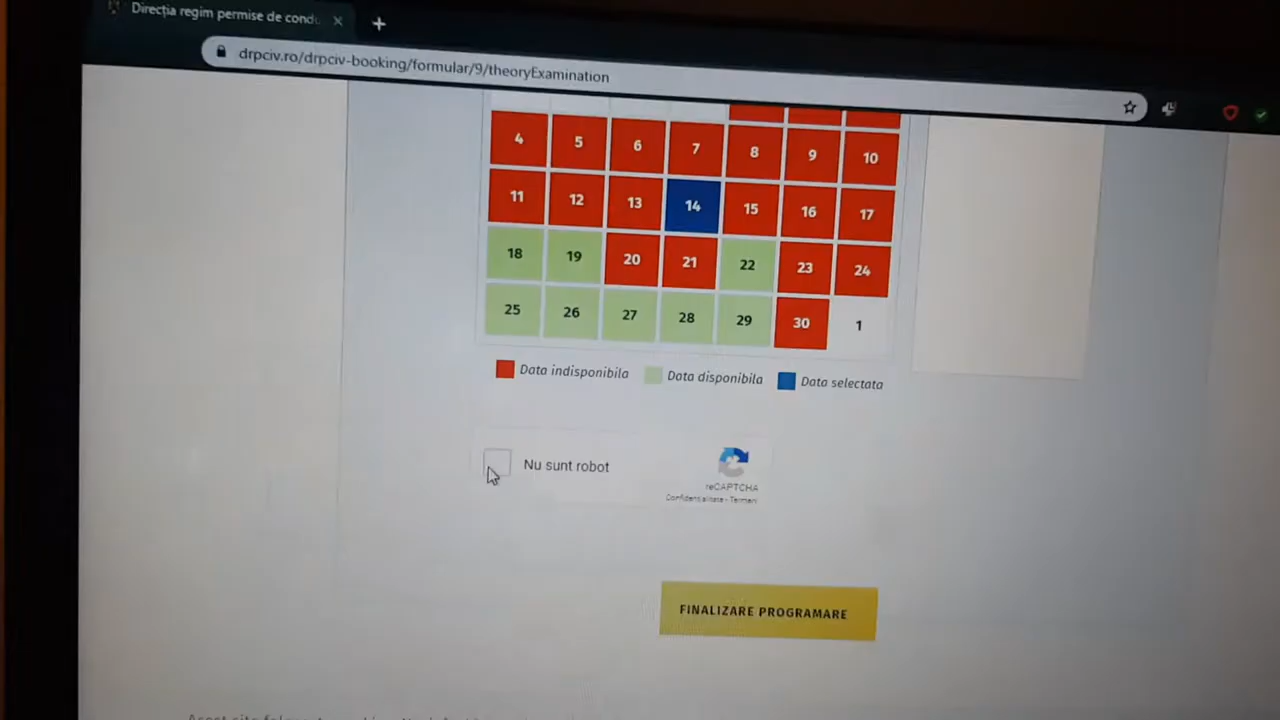 Direcția regim permise de condu
drpciv.ro/drpciv-booking/formular/9/theoryExamination
4 5 6 7 8 9 10
11 12 13 14 15 16 17
18 19 20 21 22 23 24
25 26 27 28 29 30 1
Data indisponibila Data disponibila Data selectata
Nu sunt robot
reCAPTCHA
Confidențialitate - Termeni
FINALIZARE PROGRAMARE